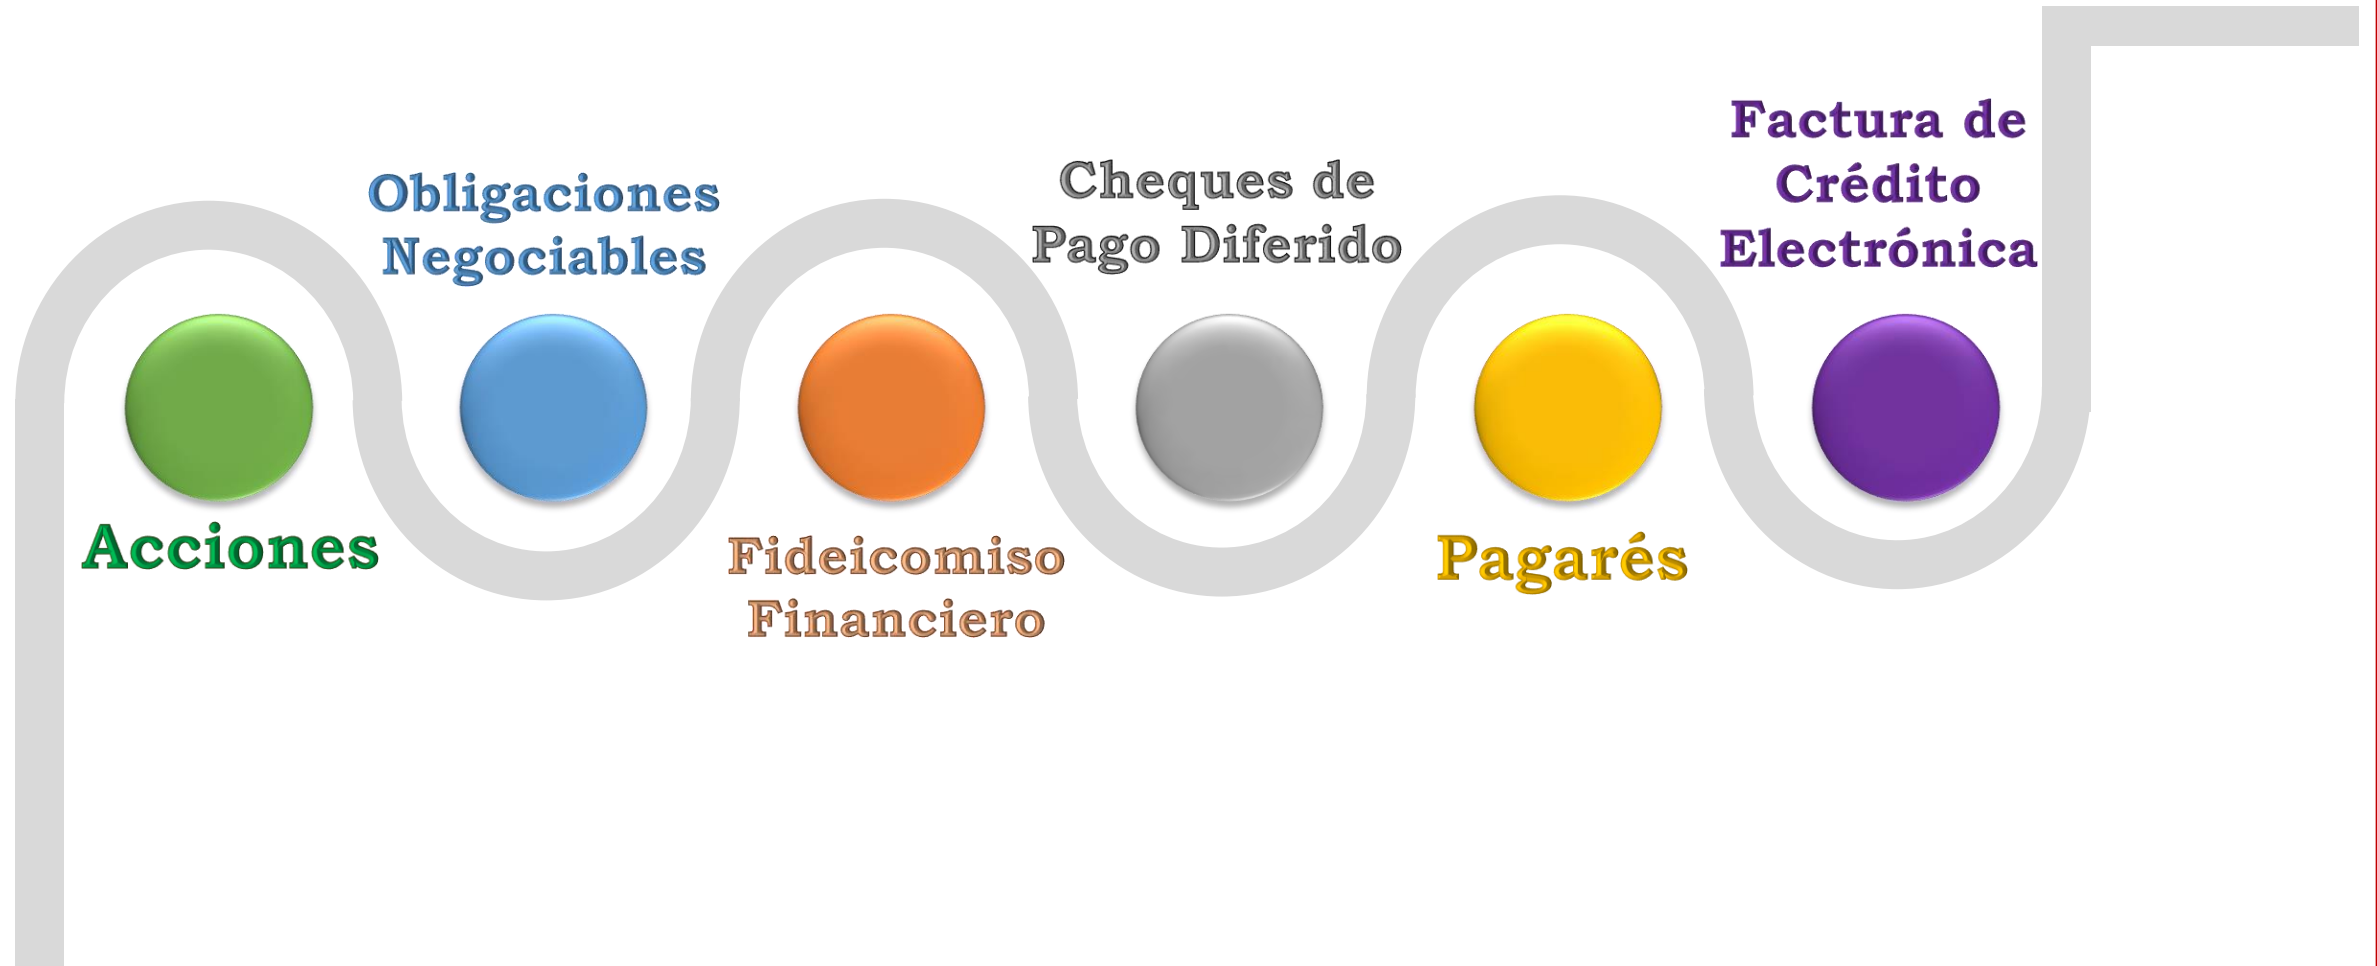 Acciones
Obligaciones
Negociables
Fideicomiso
Financiero
Cheques de
Pago Diferido
Pagarés
Factura de
Crédito
Electrónica